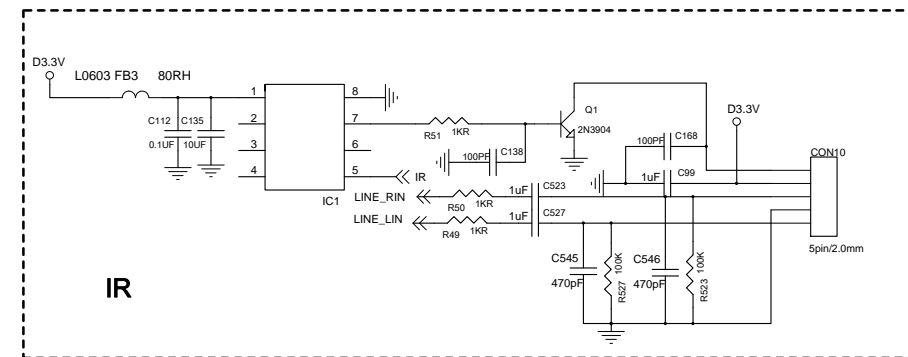 D3.3V
L0603 FB3 80RH
C112
0.1UF
C135
10UF
1
2
3
4
8
7
6
5
IC1
IR
R51
1KR
100PF
C138
Q1
2N3904
D3.3V
C168
100PF
1uF
C99
CON10
5pin/2.0mm
LINE_RIN
R50
1KR
1uF
C523
LINE_LIN
R49
1KR
1uF
C527
C545
470pF
R527
100K
C546
470pF
R523
100K
IR